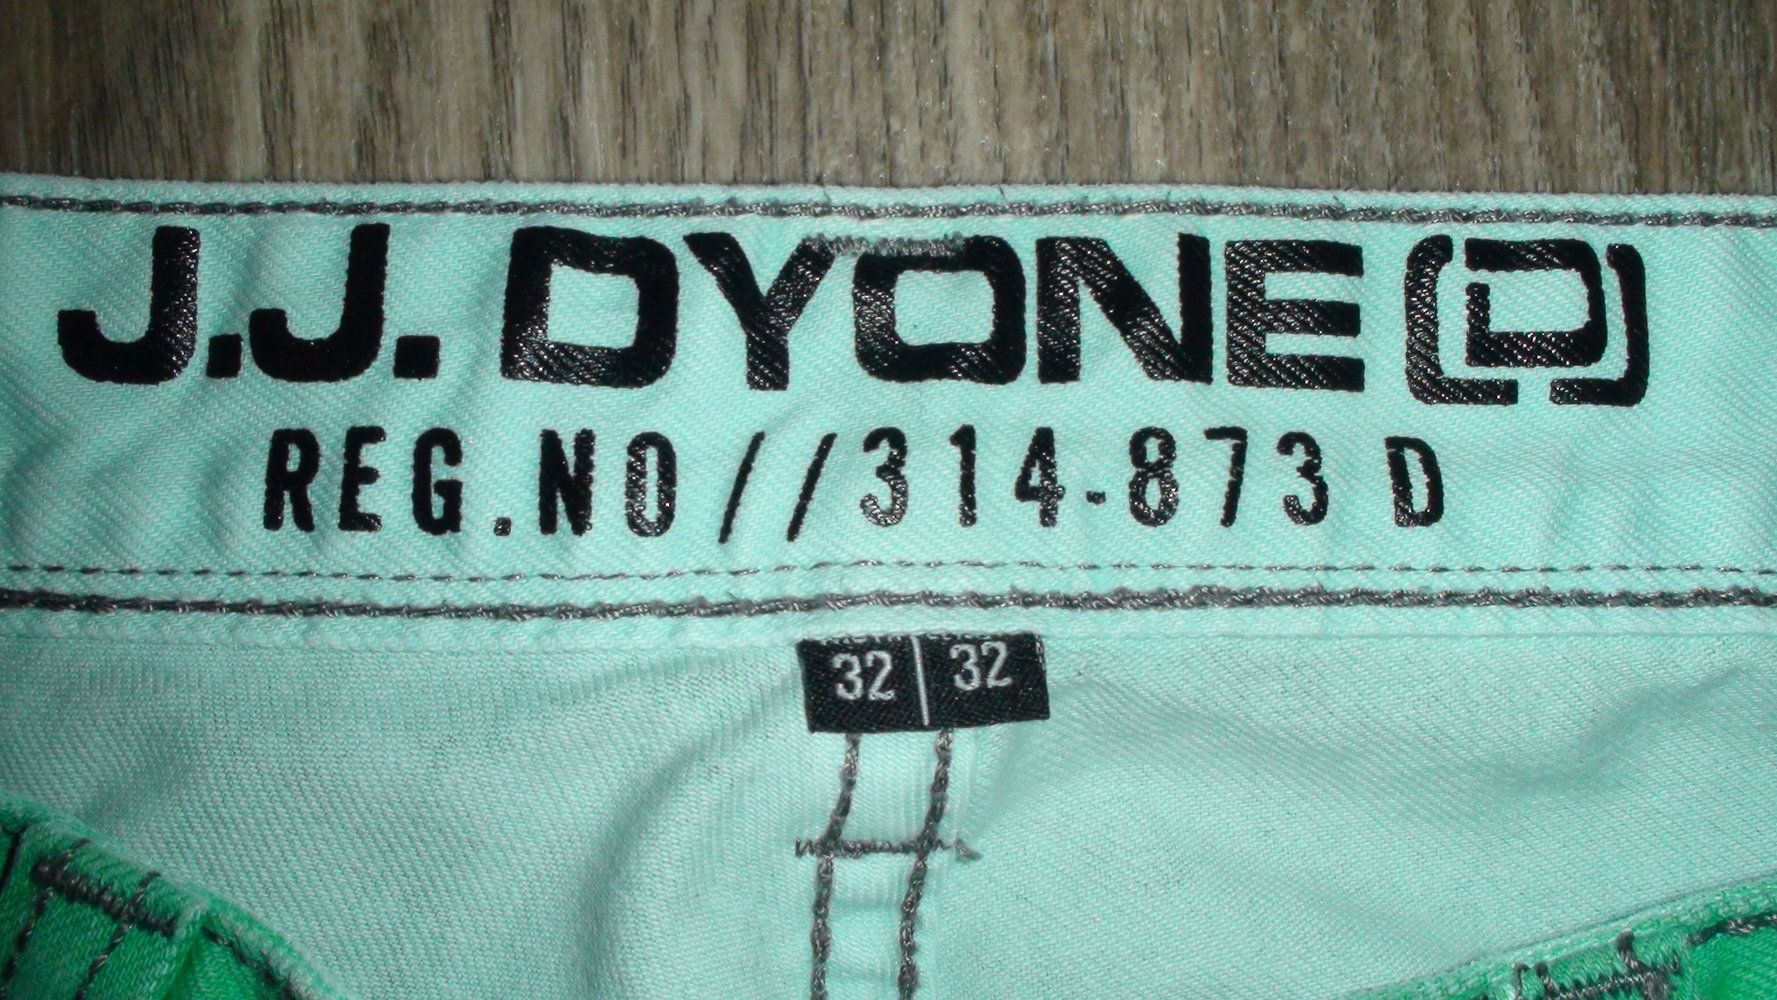 J.J. DYONE D
REG.NO//314-873 D
32 | 32